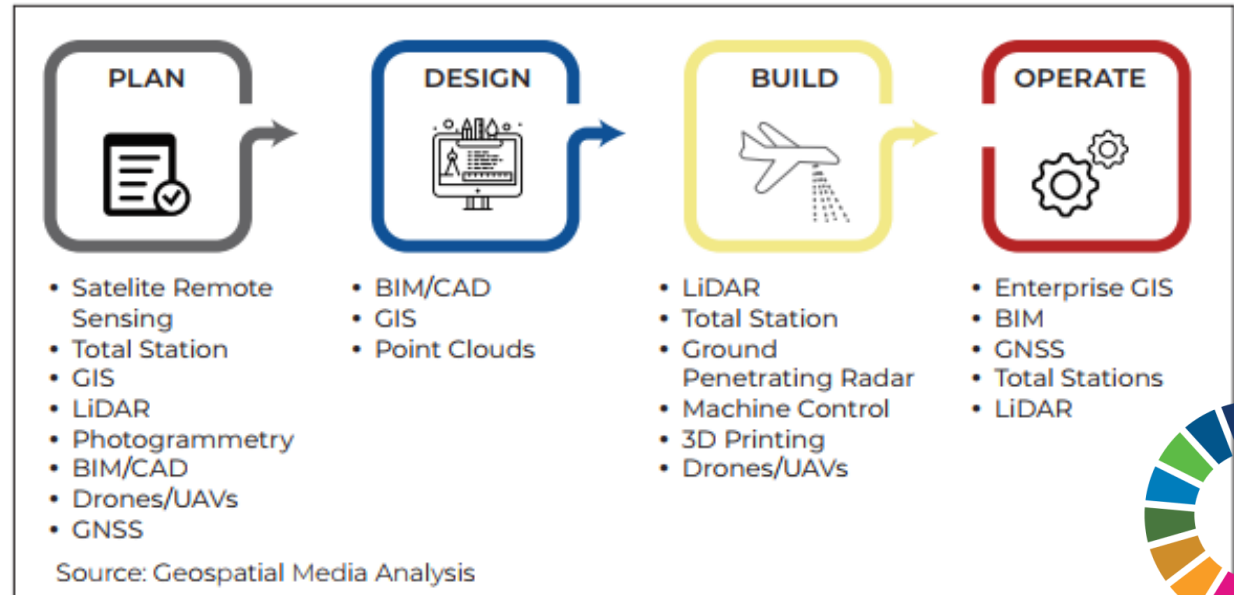 PLAN
• Satelite Remote
Sensing
• Total Station
• GIS
• LiDAR
• Photogrammetry
• BIM/CAD
• Drones/UAVs
• GNSS
DESIGN
• BIM/CAD
• GIS
• Point Clouds
BUILD
• LiDAR
• Total Station
• Ground
Penetrating Radar
• Machine Control
• 3D Printing
• Drones/UAVs
OPERATE
• Enterprise GIS
• BIM
• GNSS
• Total Stations
• LiDAR
Source: Geospatial Media Analysis